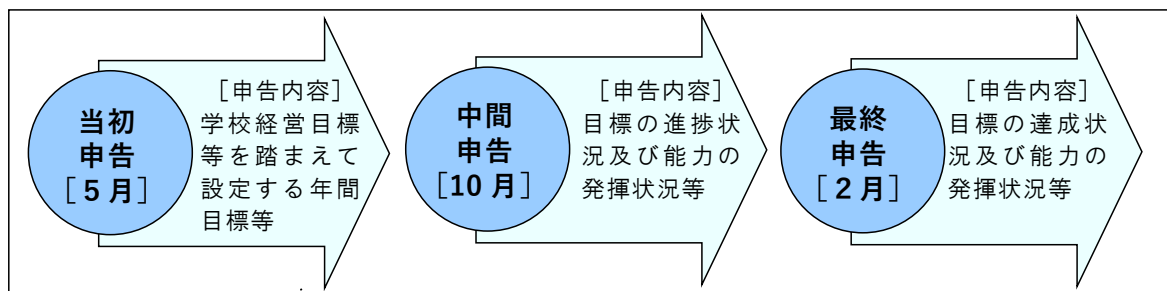 当初
申告
［５月］
［申告内容］
学校経営目標
等を踏まえて
設定する年間
目標等
中間
申告
［10 月］
［申告内容］
目標の進捗状
況及び能力の
発揮状況等
最終
申告
［２月］
［申告内容］
目標の達成状
況及び能力の
発揮状況等